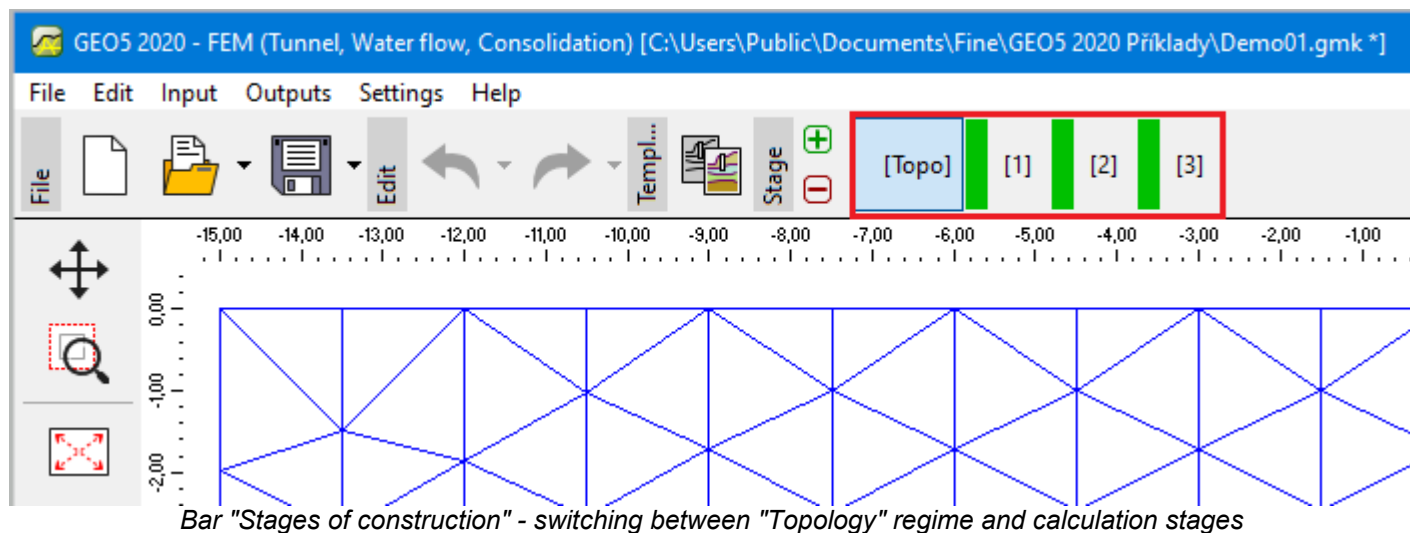 GEO5 2020 - FEM (Tunnel, Water flow, Consolidation) [C:\Users\Public\Documents\Fine\GEO5 2020 Příklady\Demo01.gmk *]
File Edit Input Outputs Settings Help
File Edit Templ... Stage [Topo] [1] [2] [3]
-15,00 -14,00 -13,00 -12,00 -11,00 -10,00 -9,00 -8,00 -7,00 -6,00 -5,00 -4,00 -3,00 -2,00 -1,00
0,00
-1,00
-2,00
Bar "Stages of construction" - switching between "Topology" regime and calculation stages